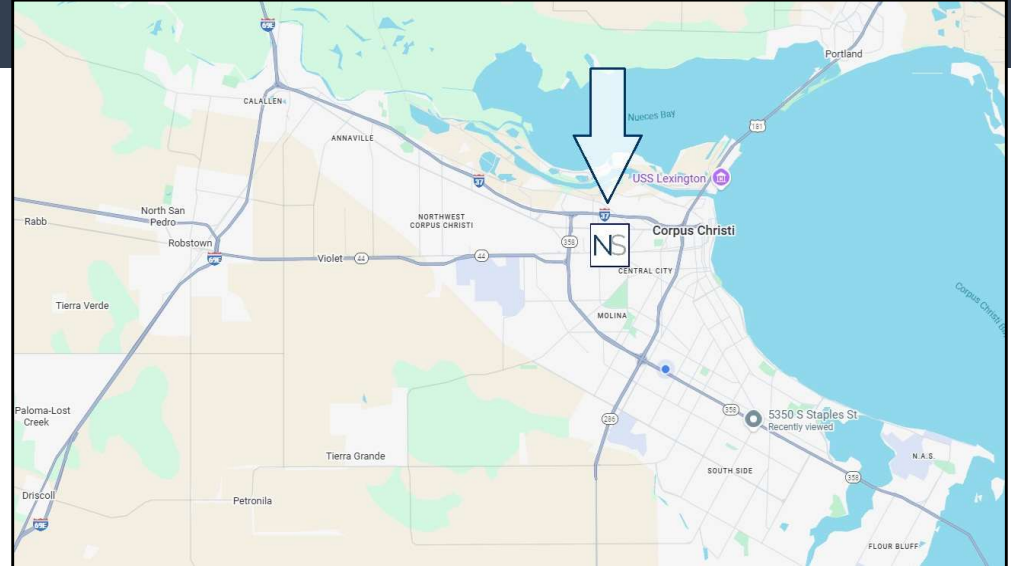 69E
Portland
CALALLEN
Nueces Bay
181
ANNAVILLE
USS Lexington
37
Rabb
North San
Pedro
NORTHWEST
CORPUS CHRISTI
37
Corpus Christi
Robstown
358
NS
69E
Violet
44
44
CENTRAL CITY
Corpus Christi Bay
Tierra Verde
MOLINA
Paloma-Lost
Creek
358
5350 S Staples St
Recently viewed
286
Tierra Grande
N.A.S.
SOUTH SIDE
358
Driscoll
Petronila
69E
FLOUR BLUFF